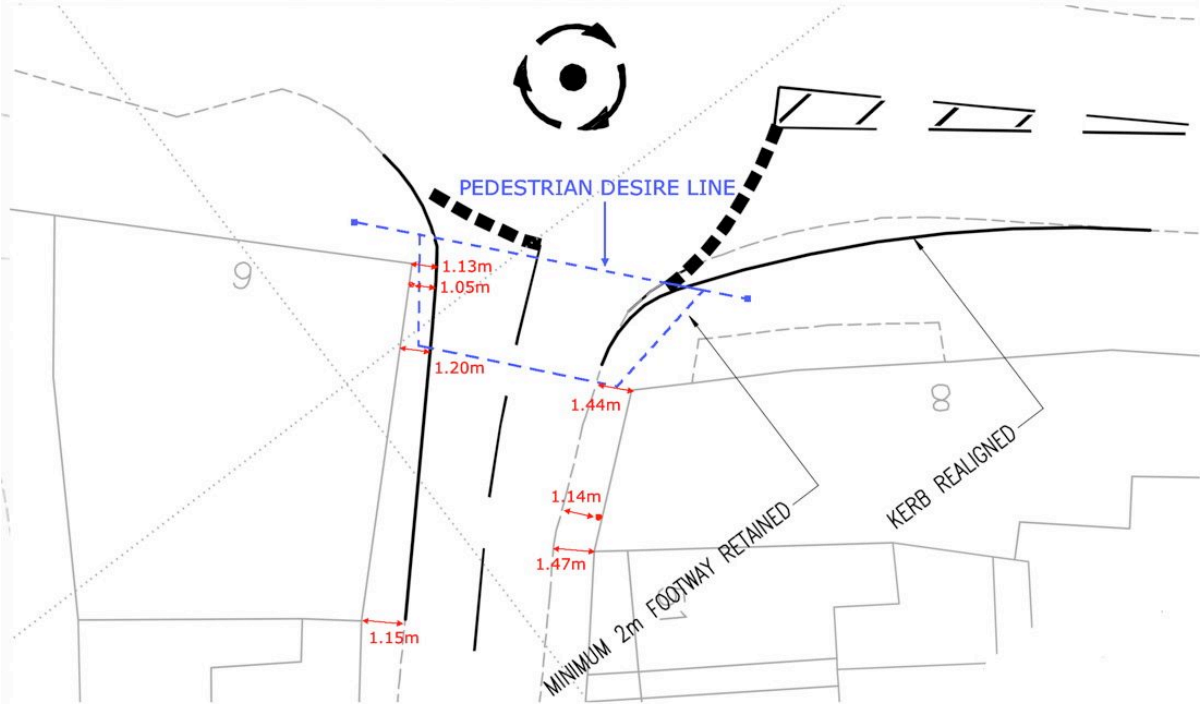 PEDESTRIAN DESIRE LINE
9
1.13m
1.05m
1.20m
1.44m
8
KERB REALIGNED
1.14m
1.47m
MINIMUM 2m FOOTWAY RETAINED
1.15m